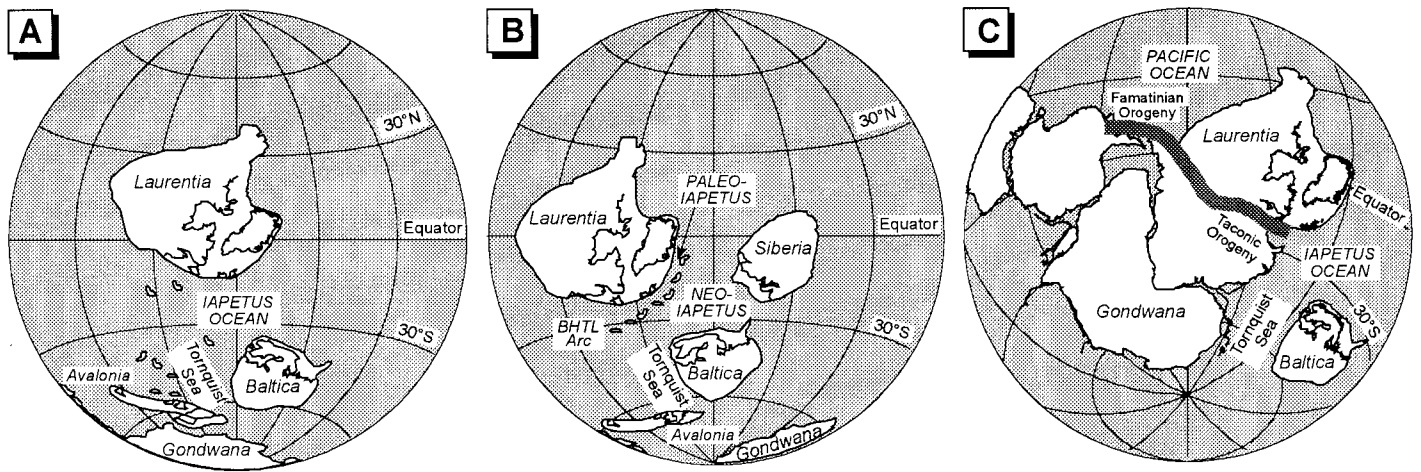 A
30°N
Laurentia
Equator
IAPETUS
OCEAN
30°S
Tornquist
Sea
Avalonia
Baltica
Gondwana
B
30°N
PALEO-
IAPETUS
Laurentia
Equator
Siberia
NEO-
IAPETUS
BHTL
Arc
30°S
Tornquist
Sea
Baltica
Avalonia
Gondwana
C
PACIFIC
OCEAN
Famatinian
Orogeny
Laurentia
Equator
Taconic
Orogeny
IAPETUS
OCEAN
Gondwana
30°S
Tornquist
Sea
Baltica